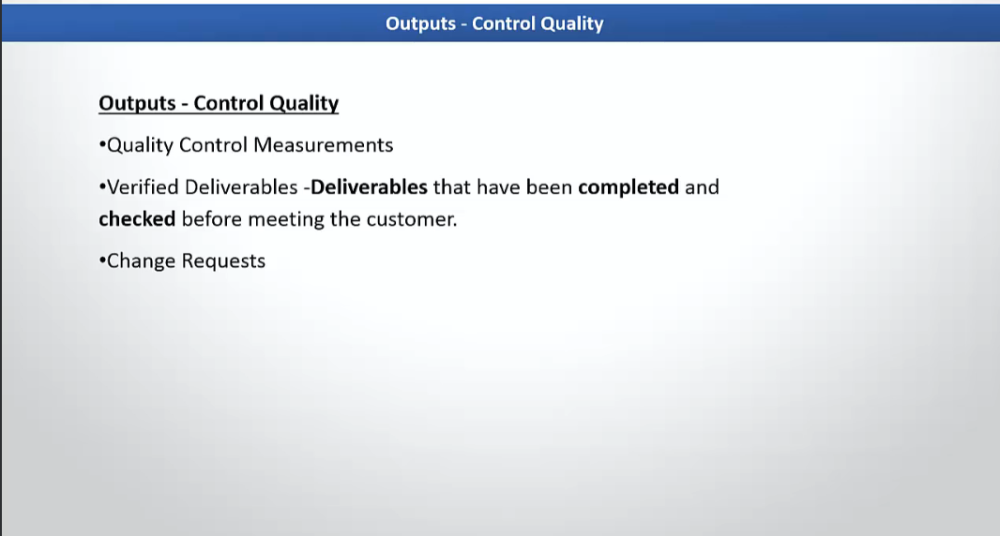 Outputs - Control Quality
Outputs - Control Quality
•Quality Control Measurements
•Verified Deliverables -Deliverables that have been completed and
checked before meeting the customer.
•Change Requests